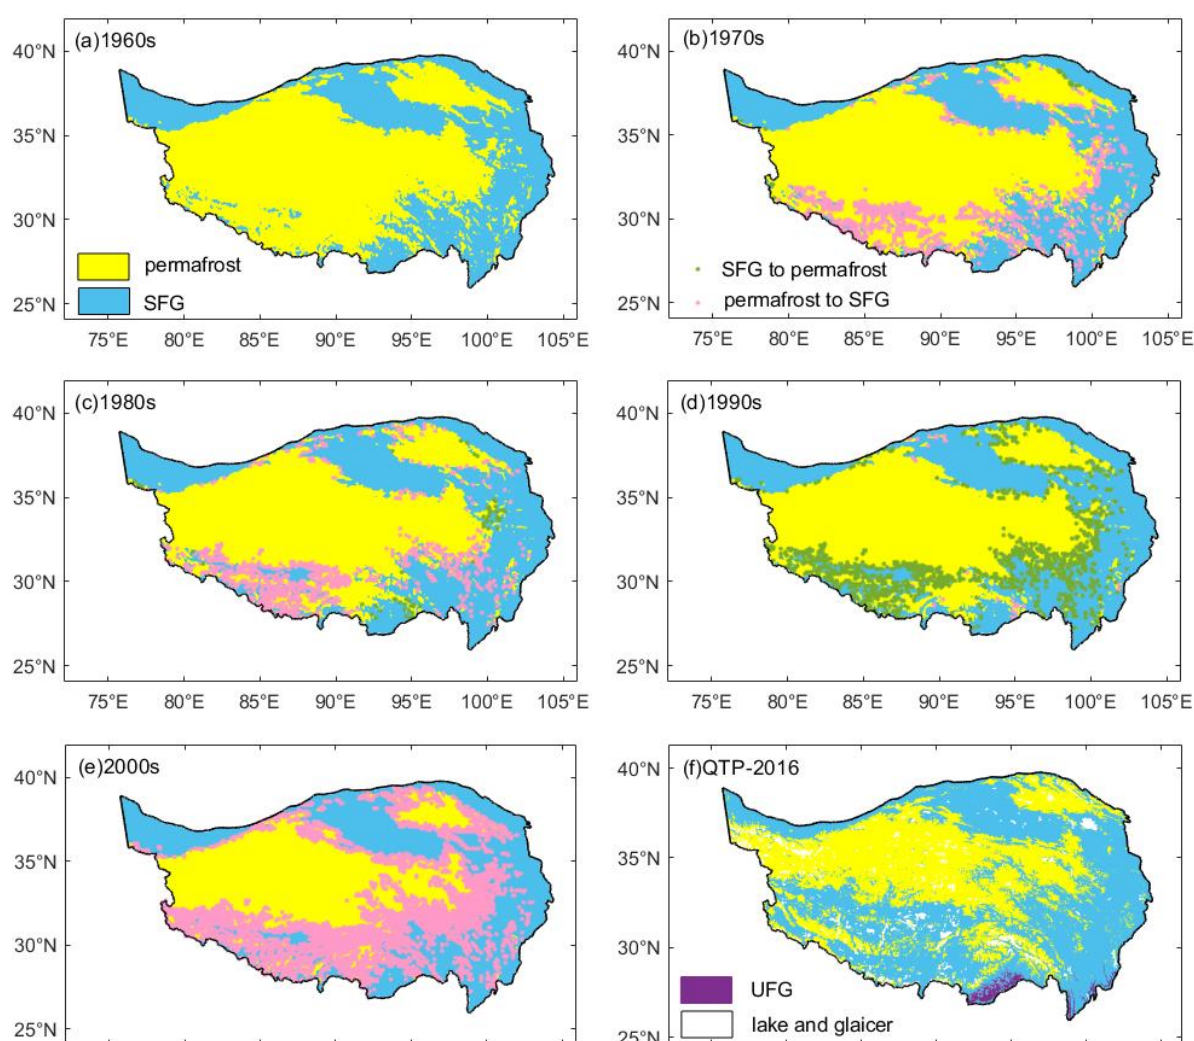 (a)1960s
40°N
35°N
30°N
25°N
permafrost
SFG
75°E 80°E 85°E 90°E 95°E 100°E 105°E
(b)1970s
40°N
35°N
30°N
25°N
SFG to permafrost
permafrost to SFG
75°E 80°E 85°E 90°E 95°E 100°E 105°E
(c)1980s
40°N
35°N
30°N
25°N
75°E 80°E 85°E 90°E 95°E 100°E 105°E
(d)1990s
40°N
35°N
30°N
25°N
75°E 80°E 85°E 90°E 95°E 100°E 105°E
(e)2000s
40°N
35°N
30°N
25°N
(f)QTP-2016
40°N
35°N
30°N
25°N
UFG
lake and glaicer